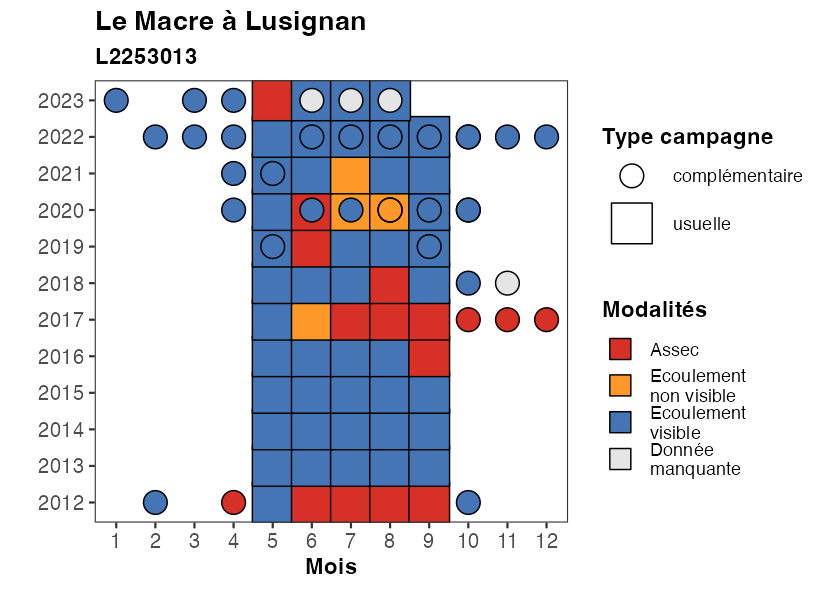 Le Macre à Lusignan
L2253013
2023
2022
2021
2020
2019
2018
2017
2016
2015
2014
2013
2012
1 2 3 4 5 6 7 8 9 10 11 12
Mois
Type campagne
complémentaire
usuelle
Modalités
Assec
Ecoulement
non visible
Ecoulement
visible
Donnée
manquante